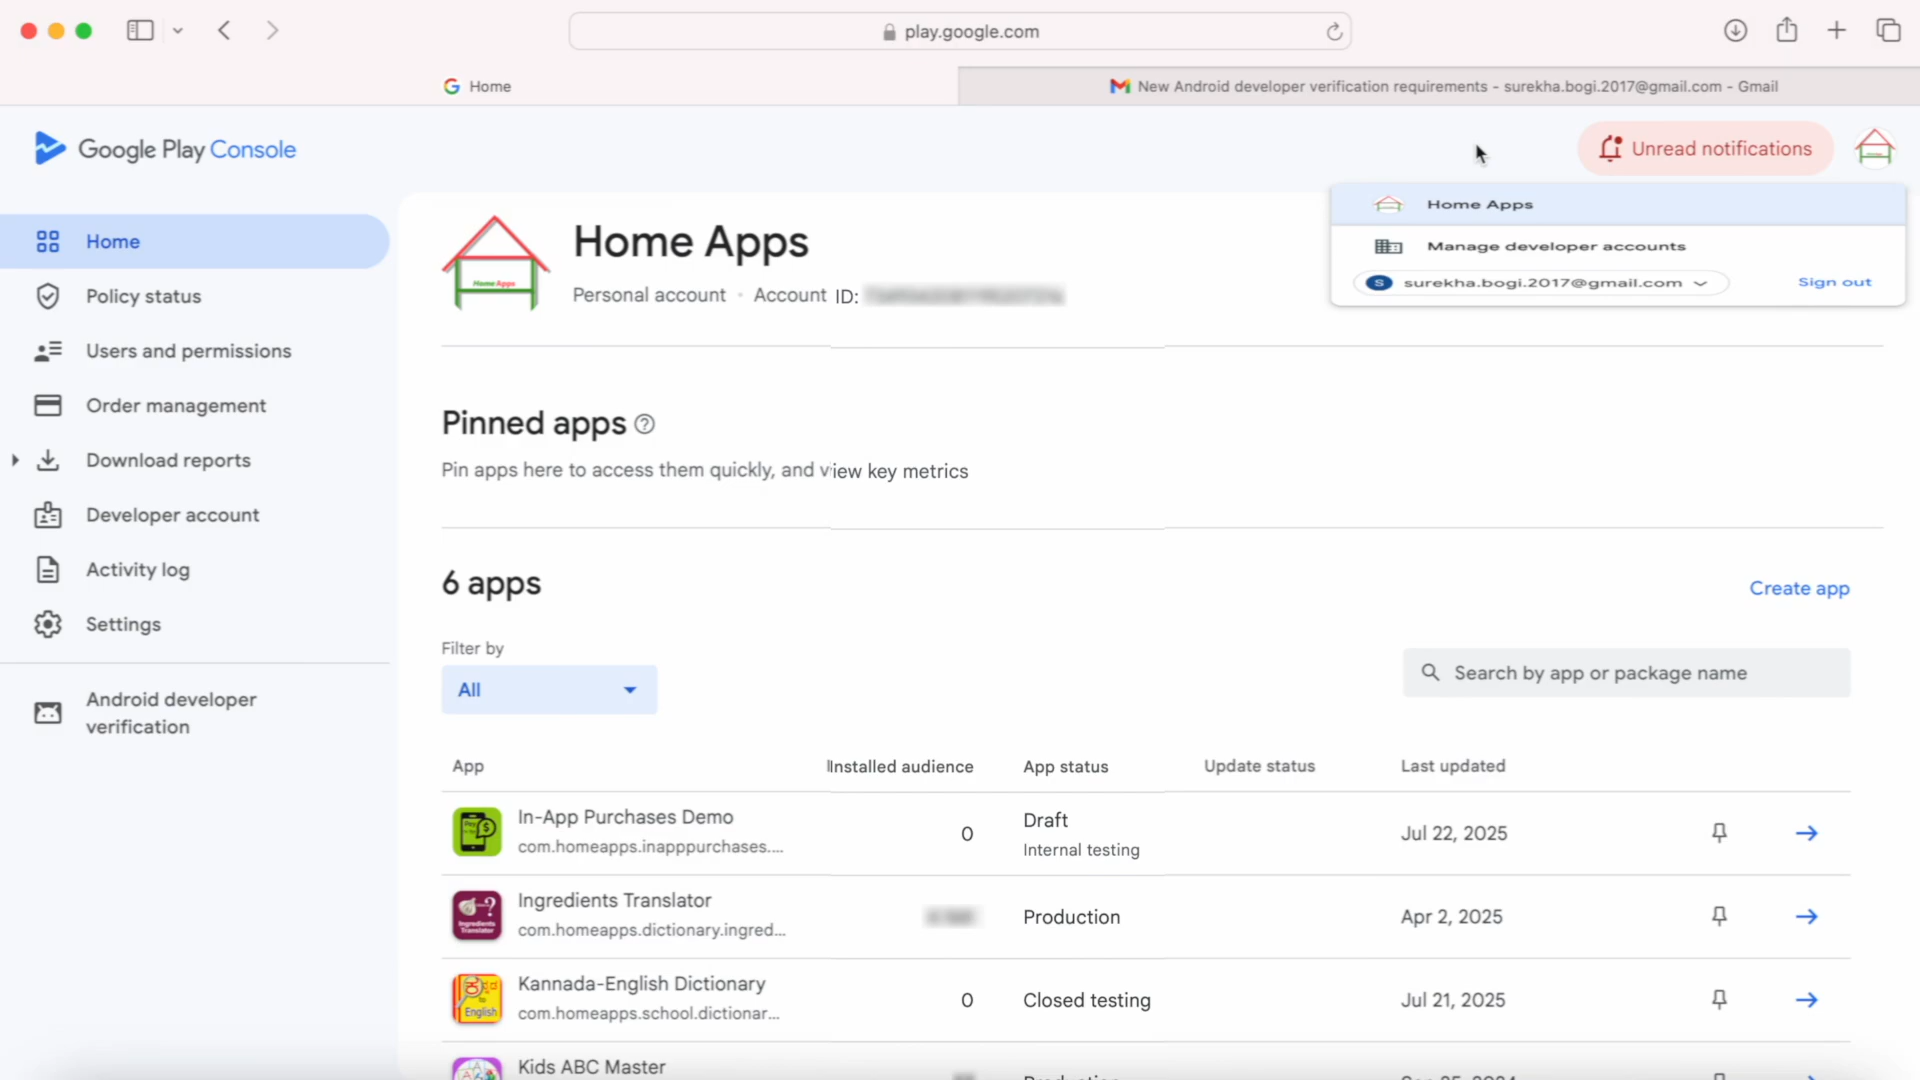 play.google.com
Home
New Android developer verification requirements - surekha.bogi.2017@gmail.com - Gmail
Google Play Console
Unread notifications
Home Apps
Manage developer accounts
S surekha.bogi.2017@gmail.com
Sign out
Home
Policy status
Users and permissions
Order management
Download reports
Developer account
Activity log
Settings
Android developer
verification
Home Apps
Home Apps
Personal account • Account ID:
Pinned apps
Pin apps here to access them quickly, and view key metrics
6 apps
Create app
Filter by
All
Search by app or package name
App Installed audience App status Update status Last updated
In-App Purchases Demo
com.homeapps.inapppurchases....
0
Draft
Internal testing
Jul 22, 2025
Ingredients Translator
Ingredients Translator
com.homeapps.dictionary.ingred...
Production
Apr 2, 2025
to
English
Kannada-English Dictionary
com.homeapps.school.dictionar...
0
Closed testing
Jul 21, 2025
Kids ABC Master